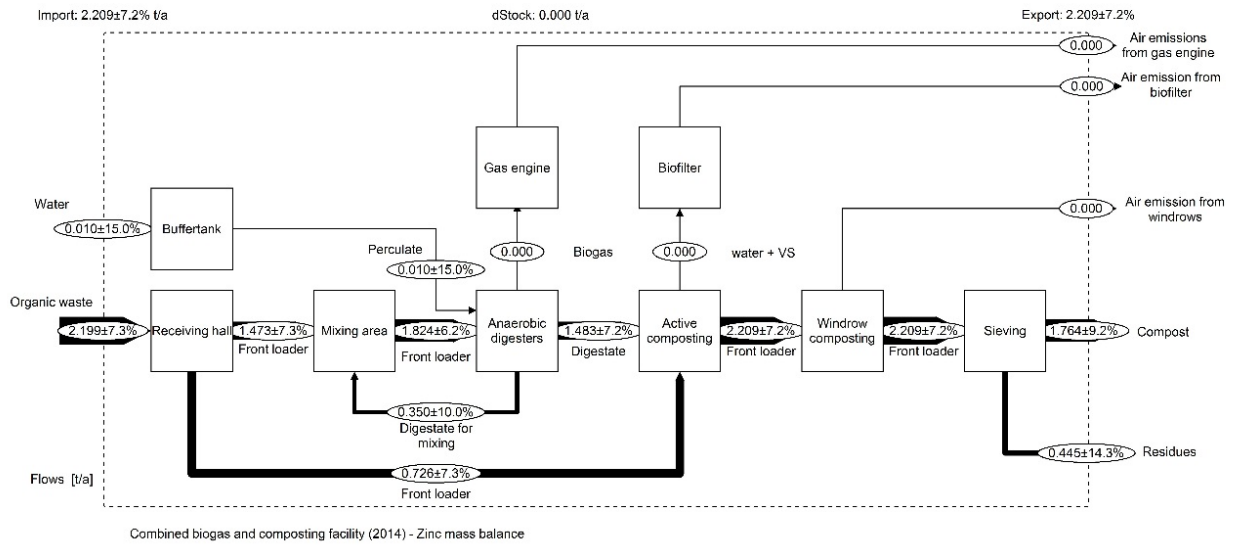 Import: 2.209±7.2% t/a
dStock: 0.000 t/a
Export: 2.209±7.2%
0.000
Air emissions
from gas engine
0.000
Air emission from
biofilter
Gas engine
Biofilter
Water
0.010±15.0%
Buffertank
0.000
Air emission from
windrows
Perculate
0.010±15.0%
0.000
Biogas
0.000
water + VS
Organic waste
2.199±7.3%
Receiving hall
1.473±7.3%
Front loader
Mixing area
1.824±6.2%
Front loader
Anaerobic
digesters
1.483±7.2%
Digestate
Active
composting
2.209±7.2%
Front loader
Windrow
composting
2.209±7.2%
Front loader
Sieving
1.764±9.2%
Compost
0.350±10.0%
Digestate for
mixing
0.726±7.3%
Front loader
0.445±14.3%
Residues
Flows [t/a]
Combined biogas and composting facility (2014) - Zinc mass balance